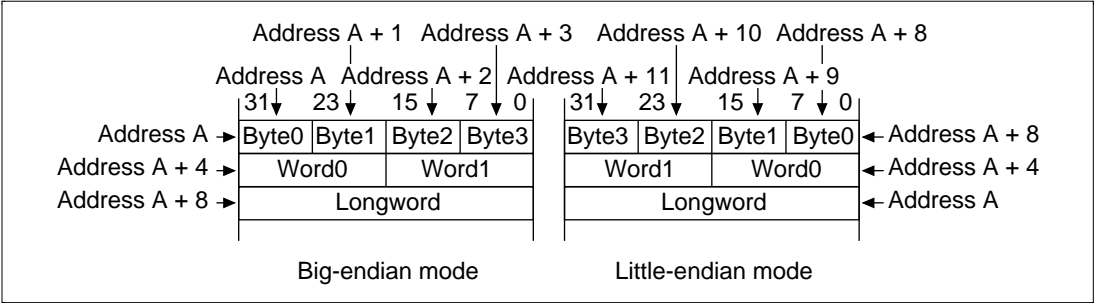 Address A + 1 Address A + 3 Address A + 10 Address A + 8
Address A Address A + 2 Address A + 11 Address A + 9
31 23 15 7 0 31 23 15 7 0
Address A Byte0 Byte1 Byte2 Byte3 Byte3 Byte2 Byte1 Byte0 Address A + 8
Address A + 4 Word0 Word1 Word1 Word0 Address A + 4
Address A + 8 Longword Longword Address A
Big-endian mode Little-endian mode